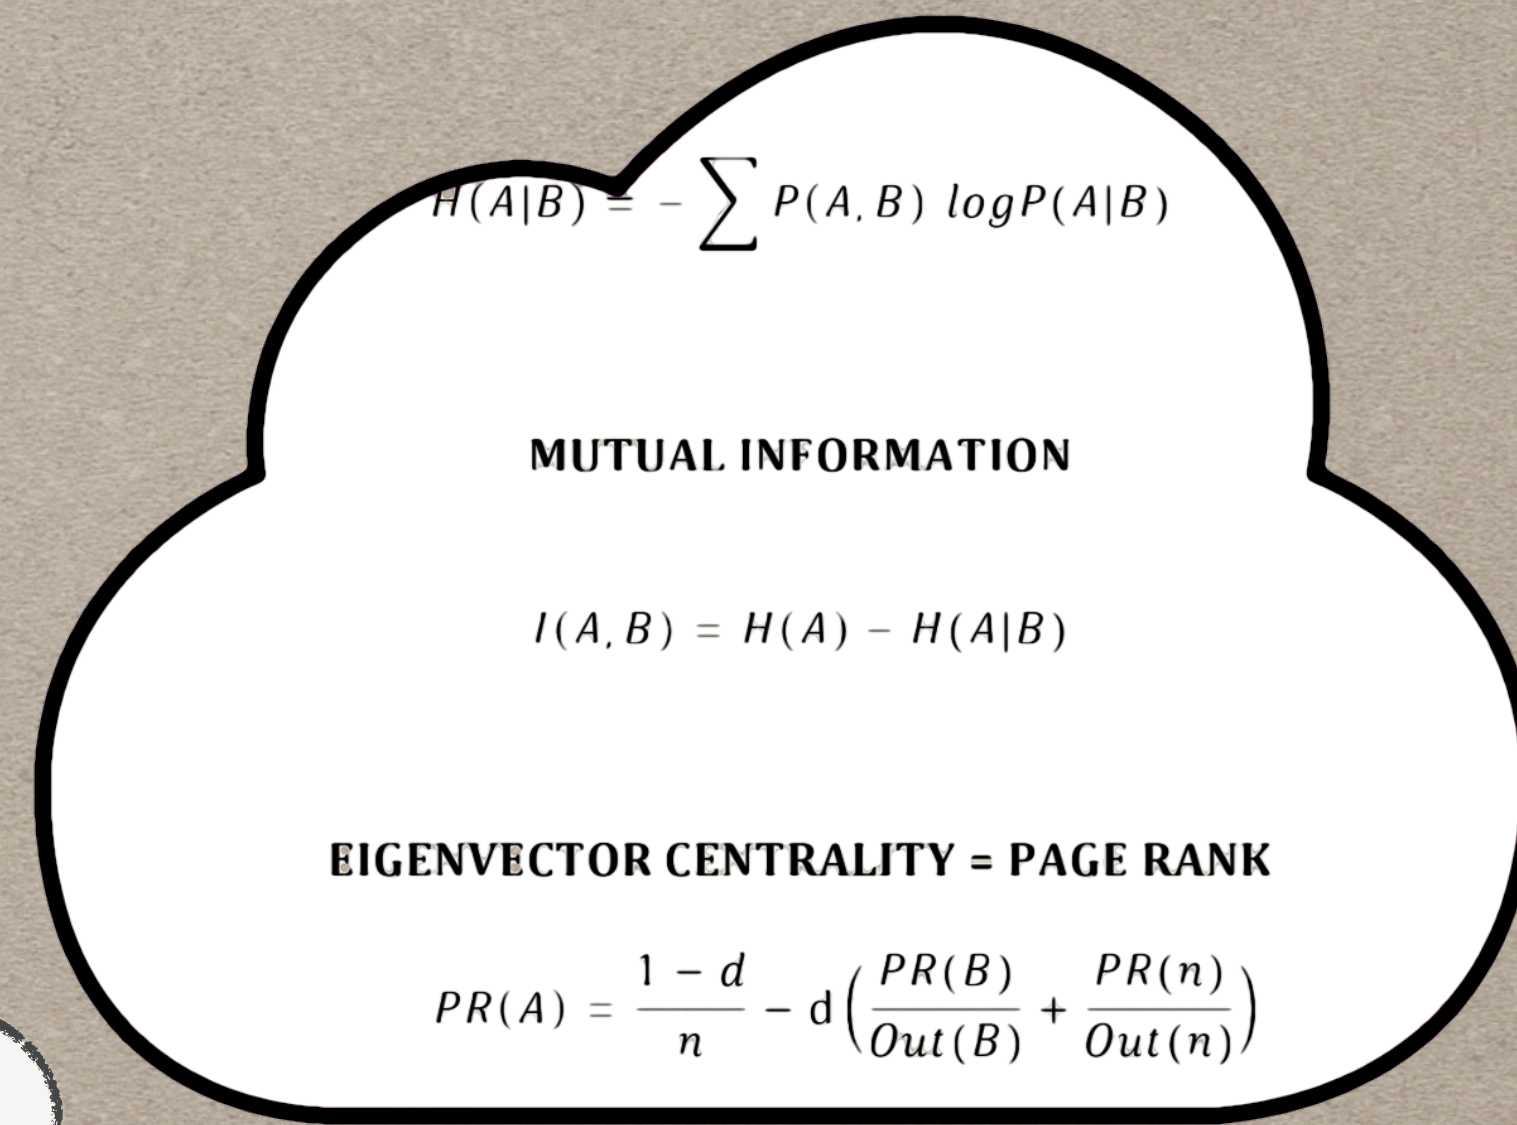 H(A|B) = - ∑ P(A, B) logP(A|B)
MUTUAL INFORMATION
I(A, B) = H(A) - H(A|B)
EIGENVECTOR CENTRALITY = PAGE RANK
PR(A) = (1 - d)/n - d(PR(B)/Out(B) + PR(n)/Out(n))